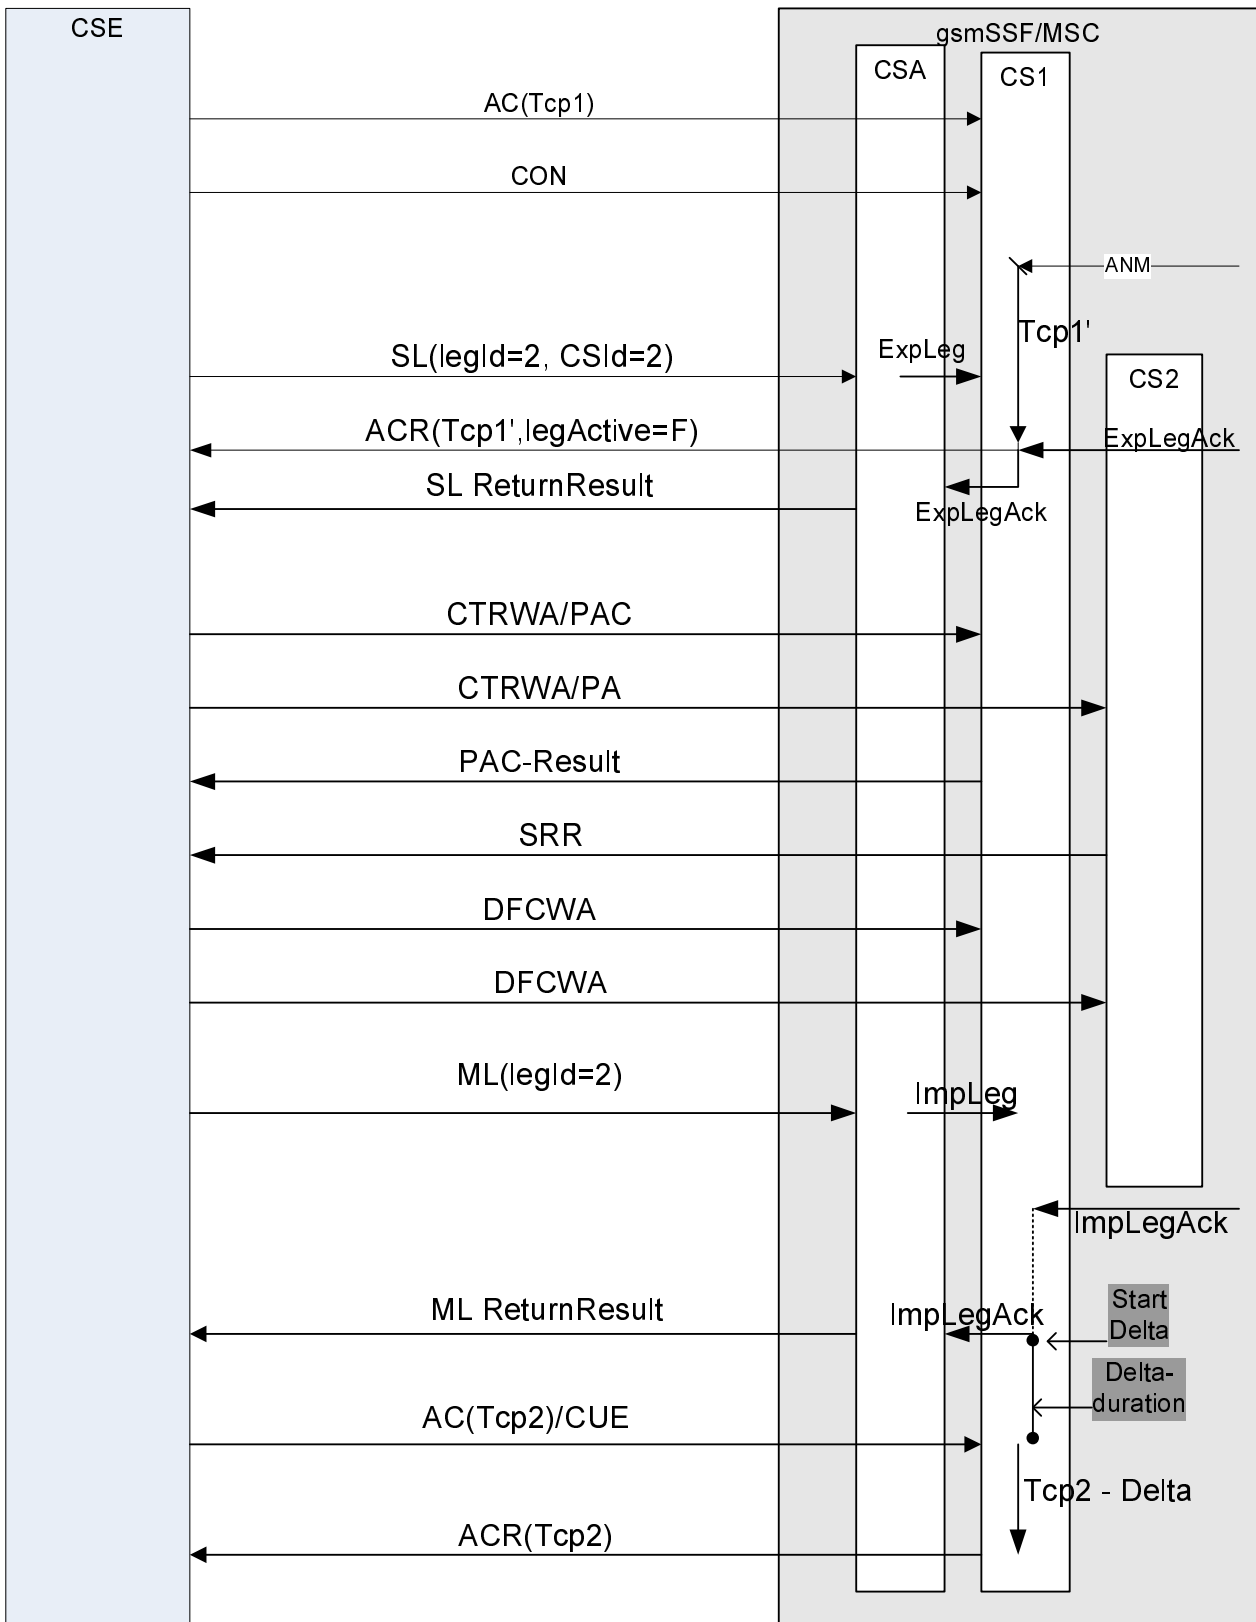 CSE
gsmSSF/MSC
CSA
CS1
AC(Tcp1)
CON
ANM
Tcp1'
SL(legId=2, CSId=2)
ExpLeg
CS2
ACR(Tcp1',legActive=F)
ExpLegAck
SL ReturnResult
ExpLegAck
CTRWA/PAC
CTRWA/PA
PAC-Result
SRR
DFCWA
DFCWA
ML(legId=2)
ImpLeg
ImpLegAck
ML ReturnResult
ImpLegAck
Start
Delta
Delta-
duration
AC(Tcp2)/CUE
Tcp2 - Delta
ACR(Tcp2)